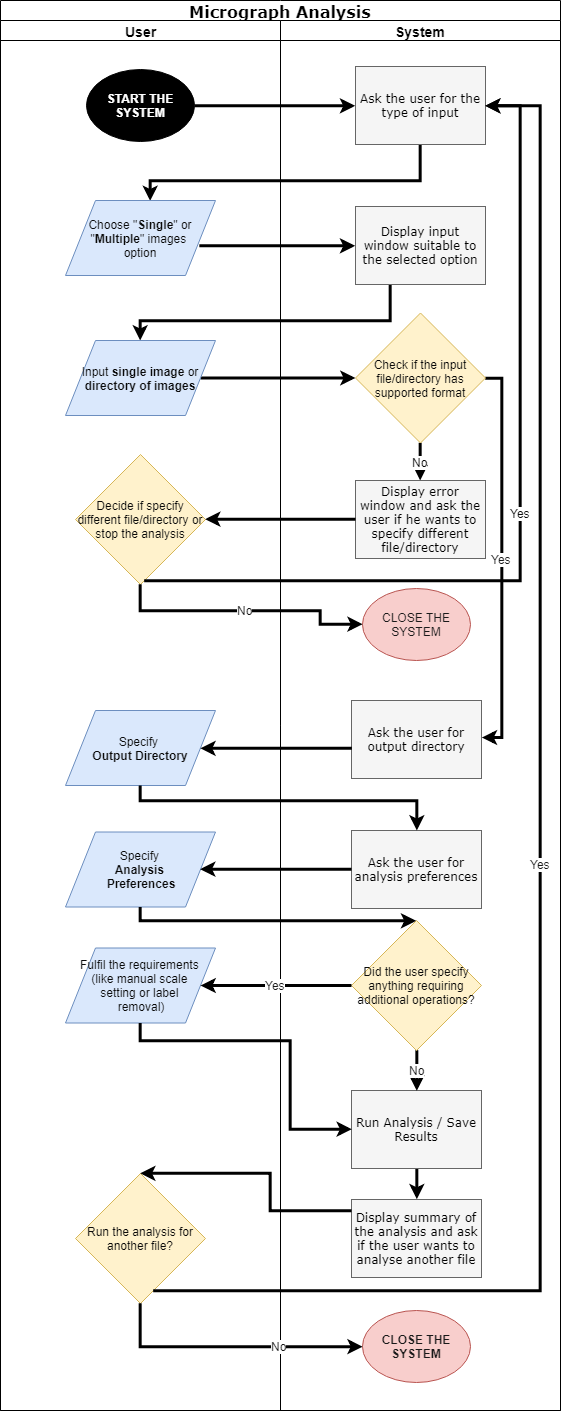 Micrograph Analysis
User
System
START THE
SYSTEM
Ask the user for the
type of input
Choose "Single" or
"Multiple" images
option
Display input
window suitable to
the selected option
Input single image or
directory of images
Check if the input
file/directory has
supported format
No
Decide if specify
different file/directory or
stop the analysis
Display error
window and ask the
user if he wants to
specify different
file/directory
Yes
Yes
No
CLOSE THE
SYSTEM
Specify
Output Directory
Ask the user for
output directory
Specify
Analysis
Preferences
Ask the user for
analysis preferences
Yes
Fulfil the requirements
(like manual scale
setting or label
removal)
Yes
Did the user specify
anything requiring
additional operations?
No
Run Analysis / Save
Results
Run the analysis for
another file?
Display summary of
the analysis and ask
if the user wants to
analyse another file
No
CLOSE THE
SYSTEM